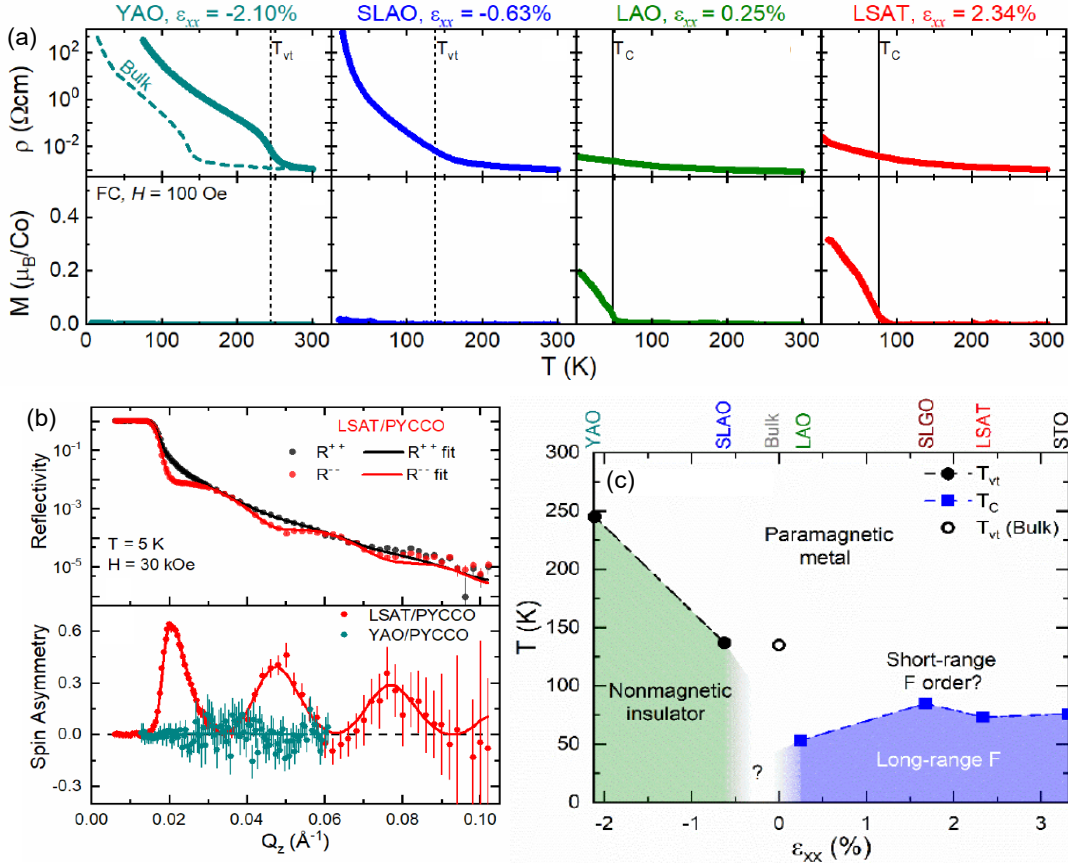 YAO, εxx = -2.10% SLAO, εxx = -0.63% LAO, εxx = 0.25% LSAT, εxx = 2.34%
(a)
10²
10⁰
10⁻²
ρ (Ωcm)
Bulk
Tvt
Tvt
TC
TC
FC, H = 100 Oe
0.4
0.2
0.0
M (μB/Co)
100 200 300 100 200 300 100 200 300 100 200 300
T (K)
(b)
LSAT/PYCCO
R⁺⁺ R⁺⁺ fit
R⁻⁻ R⁻⁻ fit
10⁻¹
10⁻³
10⁻⁵
Reflectivity
T = 5 K
H = 30 kOe
LSAT/PYCCO
YAO/PYCCO
0.6
0.3
0.0
-0.3
Spin Asymmetry
0.00 0.02 0.04 0.06 0.08 0.10
Qz (Å⁻¹)
YAO SLAO Bulk LAO SLGO LSAT STO
(c)
Tvt
TC
Tvt (Bulk)
Paramagnetic
metal
Short-range
F order?
Nonmagnetic
insulator
?
Long-range F
300
250
200
150
100
50
0
T (K)
-2 -1 0 1 2 3
εxx (%)